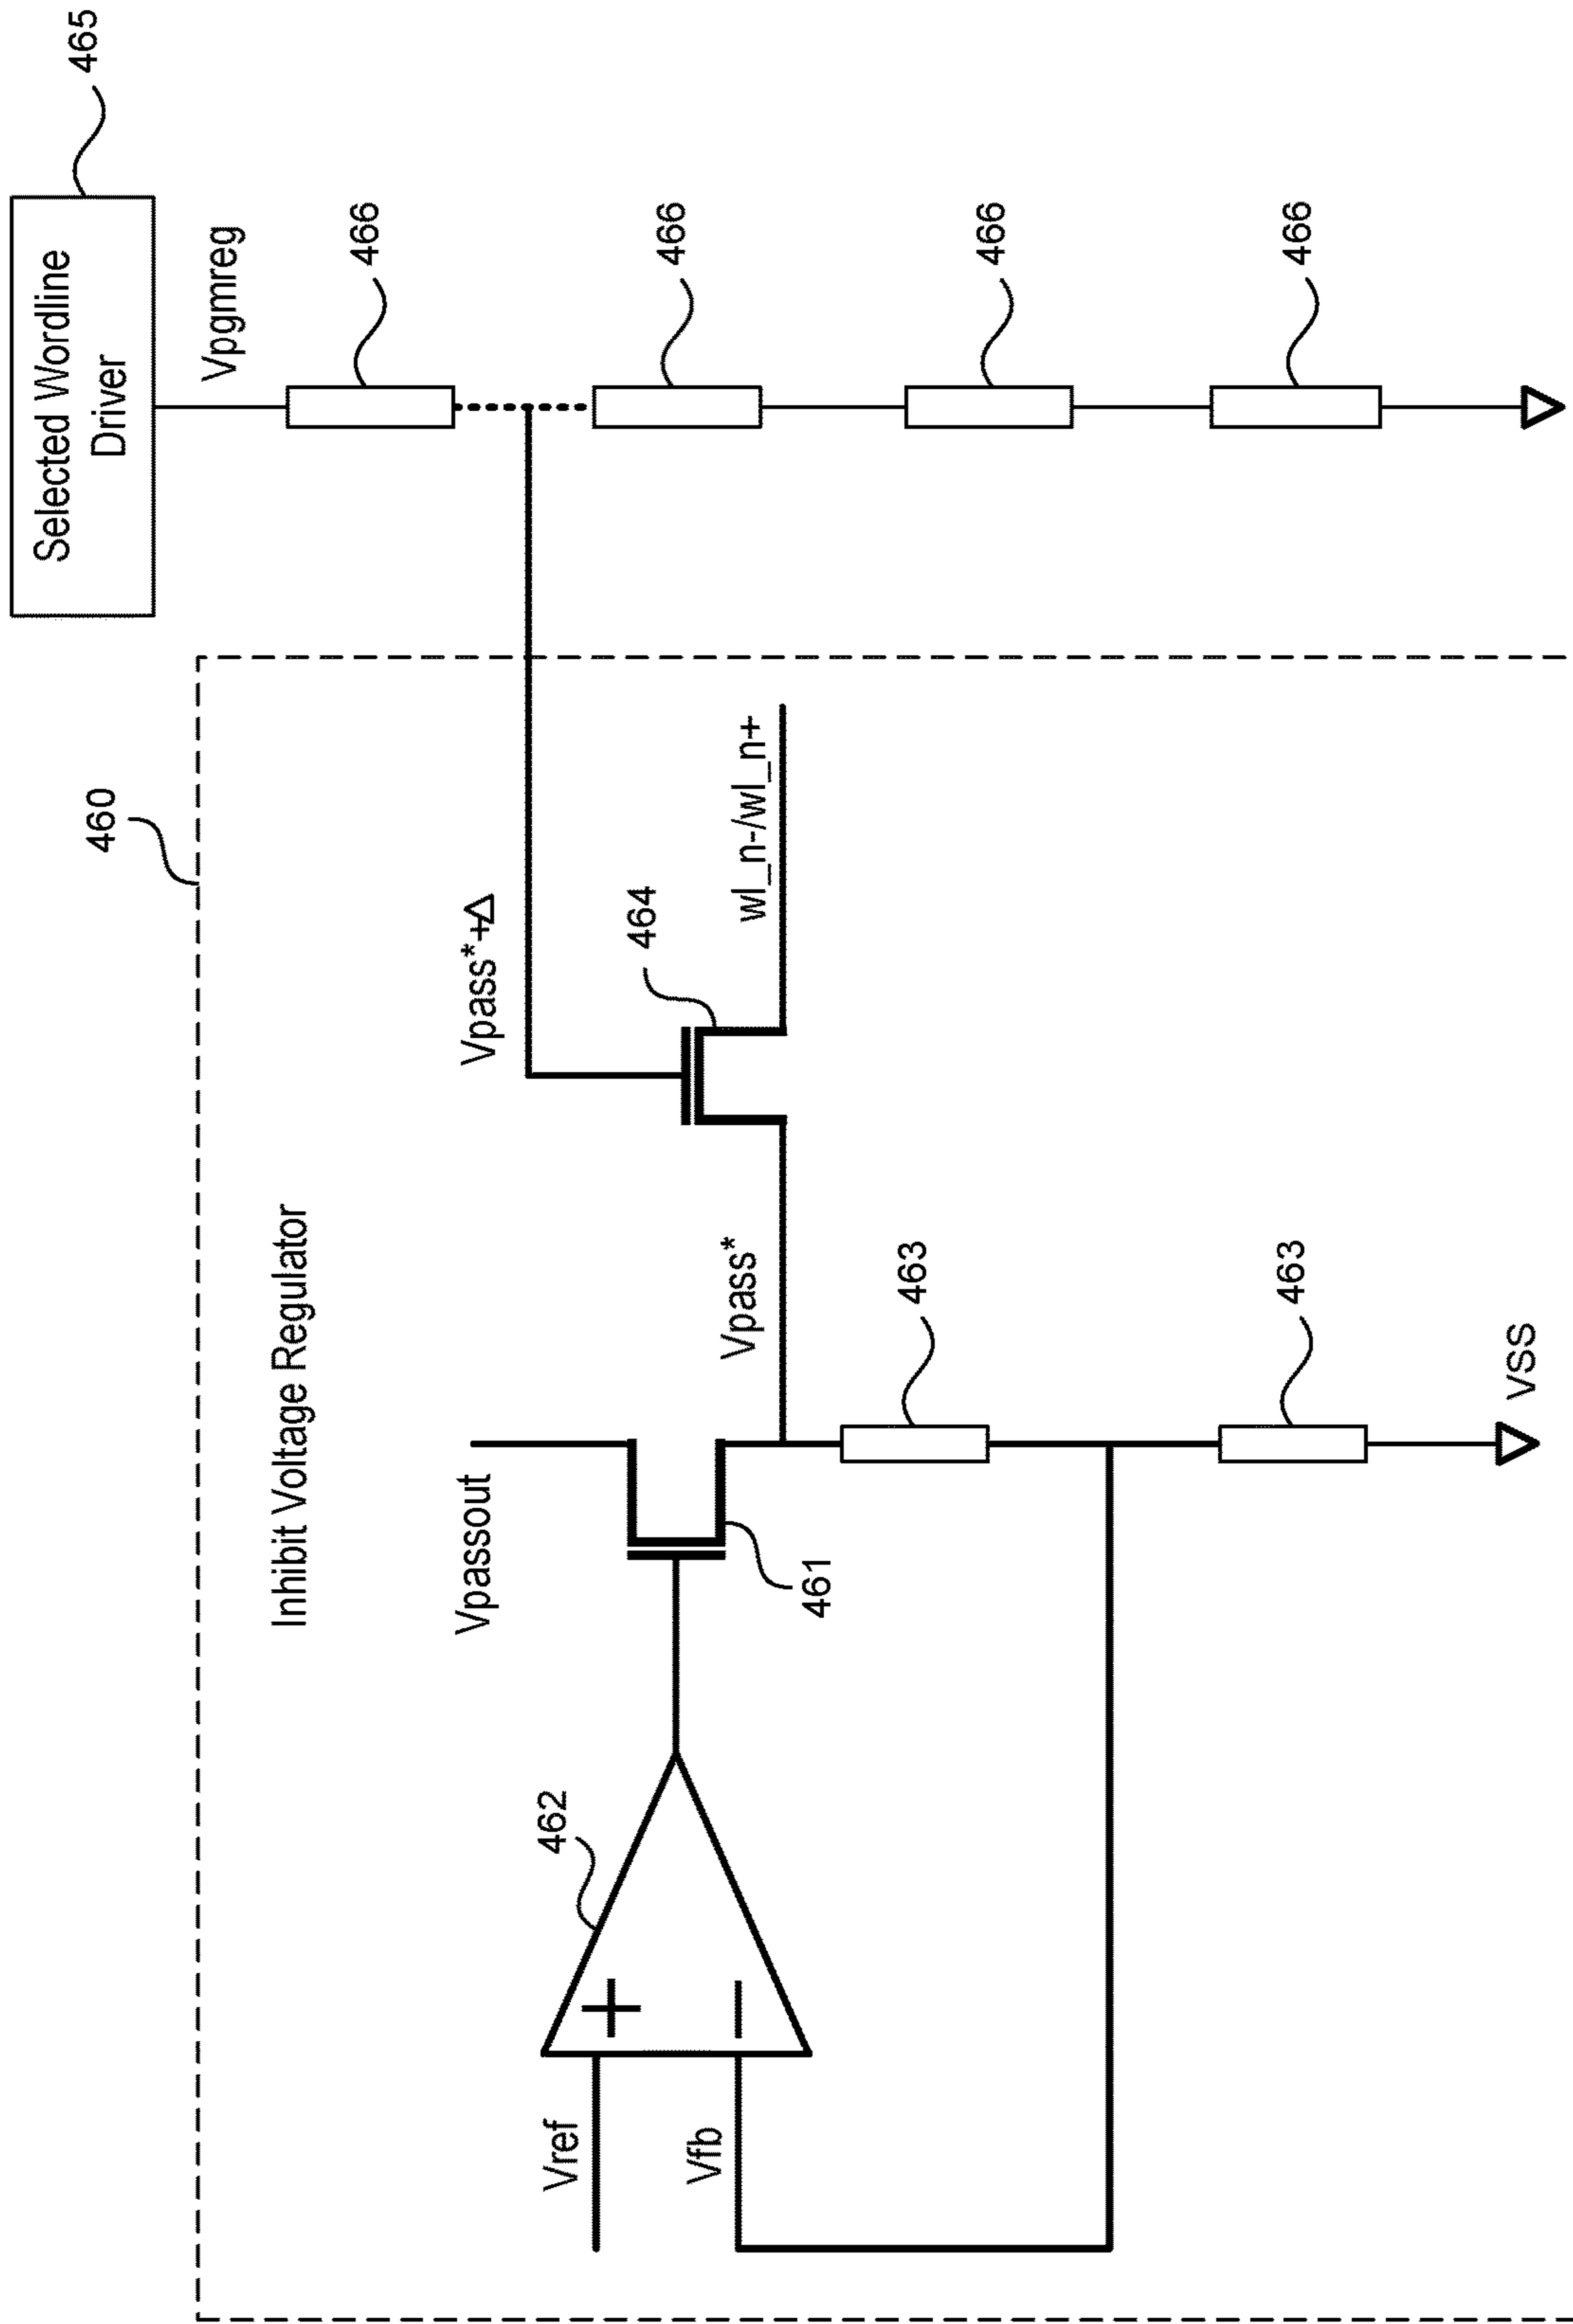 465
Selected Wordline
Driver
Vpgmreg
466
466
466
466
460
Inhibit Voltage Regulator
Vpass*+Δ
464
wl_n-/wl_n+
Vpassout
Vpass*
461
462
+
−
Vref
Vfb
463
463
vss